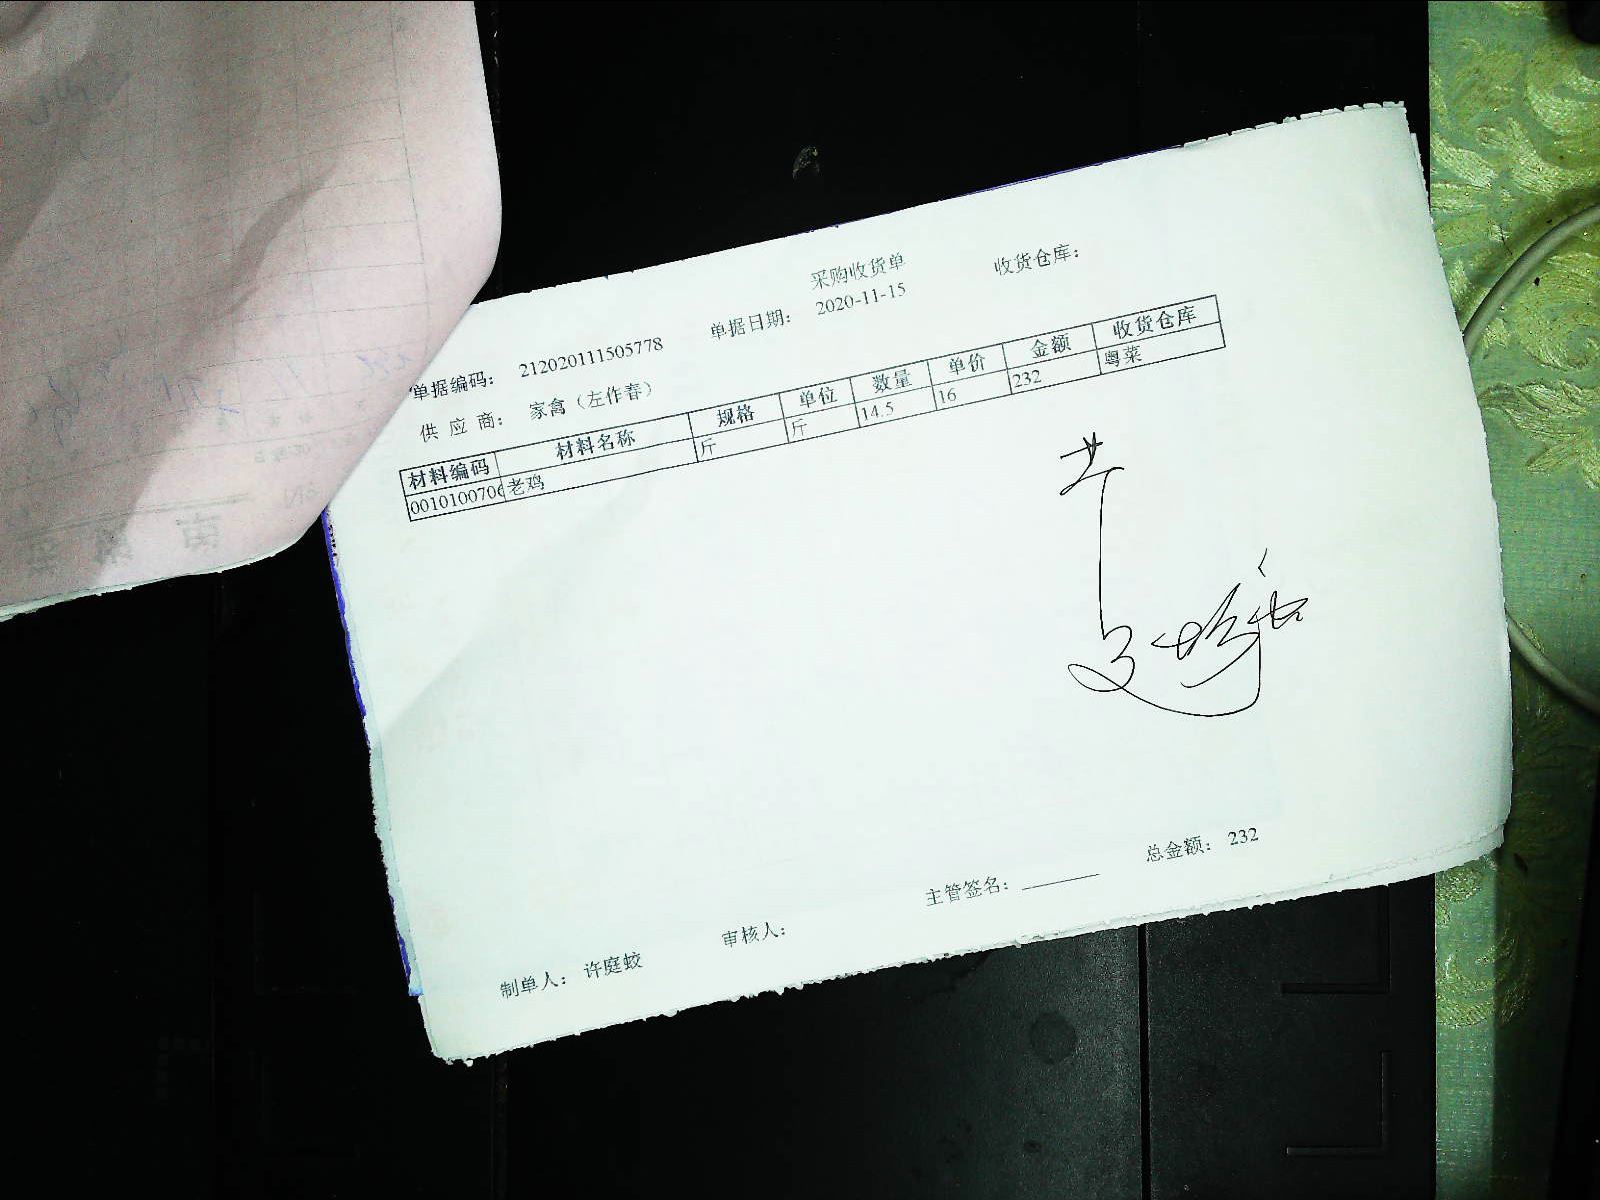 采购收货单
收货仓库：
单据编码： 212020111505778 单据日期： 2020-11-15
供 应 商： 家禽（左作春）
材料编码 材料名称 规格 单位 数量 单价 金额 收货仓库
0010100706 老鸡 斤 斤 14.5 16 232 粤菜
总金额： 232
主管签名：
制单人： 许庭蛟 审核人：